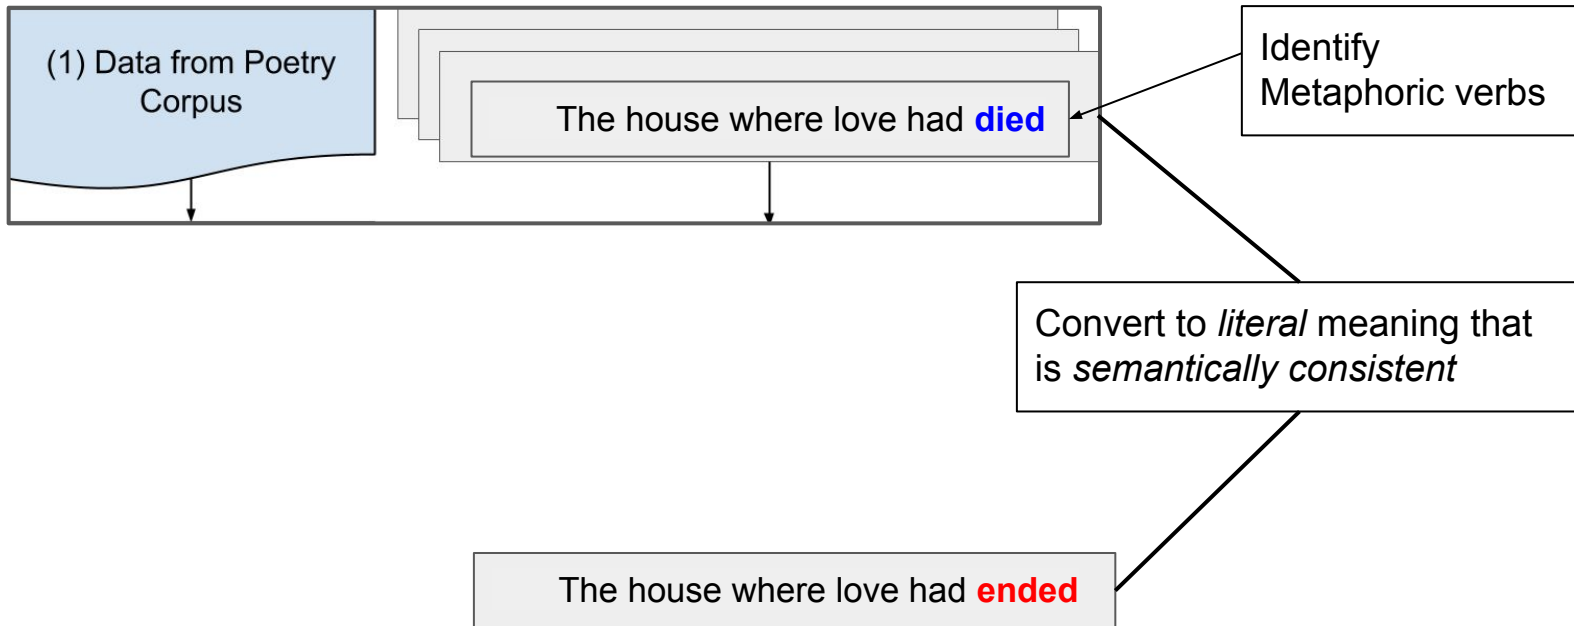 (1) Data from Poetry
Corpus
The house where love had died
Identify
Metaphoric verbs
Convert to literal meaning that
is semantically consistent
The house where love had ended